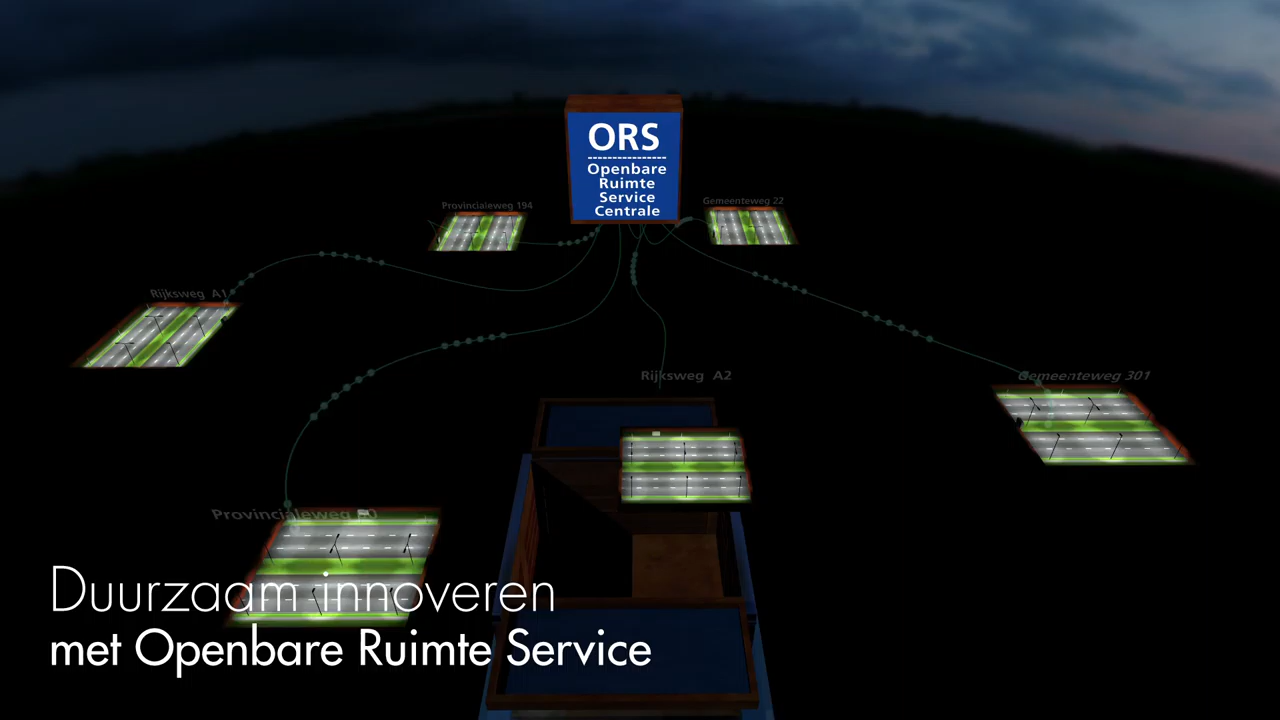 ORS
Openbare
Ruimte
Service
Centrale
Provincialeweg 194
Gemeenteweg 22
Rijksweg A1
Rijksweg A2
Gemeenteweg 301
Provincialeweg
Duurzaam innoveren
met Openbare Ruimte Service